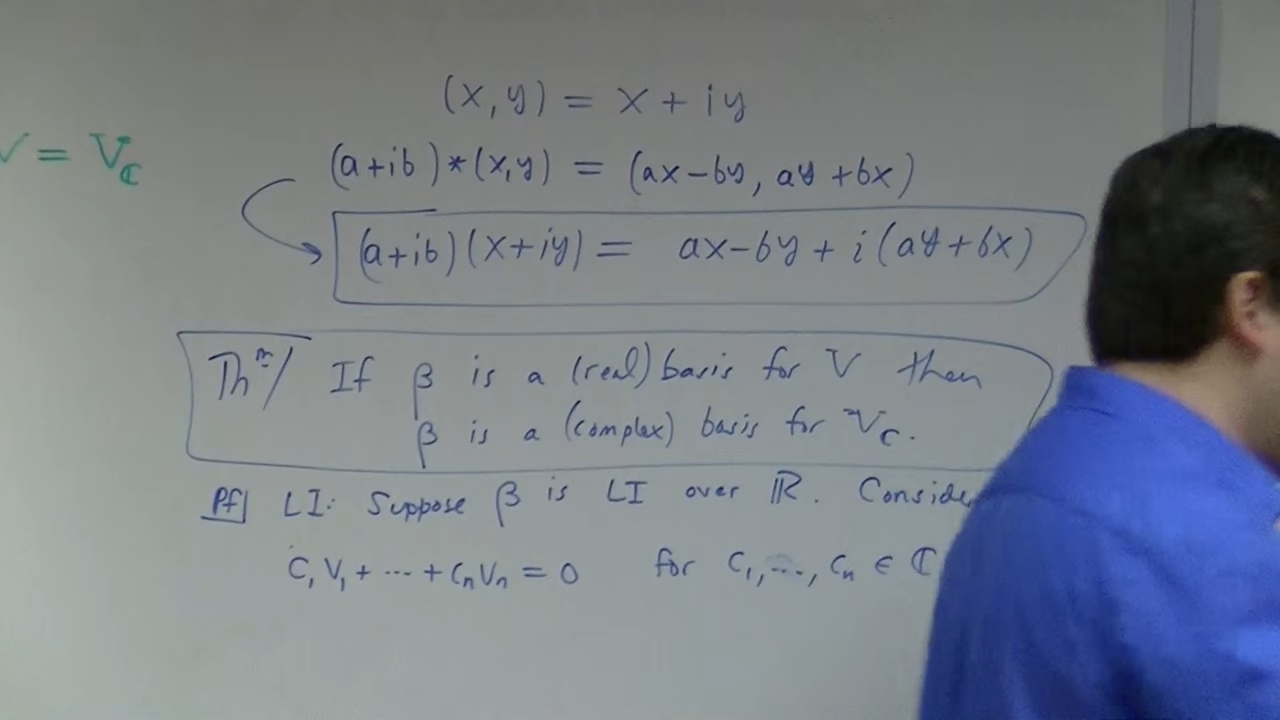 (x,y) = x + iy
V = V_ℂ
(a+ib)*(x,y) = (ax-by, ay+bx)
(a+ib)(x+iy) = ax-by + i(ay+bx)
Thᵐ/ If β is a (real) basis for V then
β is a (complex) basis for V_C.
Pf/ LI: Suppose β is LI over ℝ.
c₁v₁ + ... + cₙvₙ = 0 for c₁, ..., cₙ ∈ ℂ